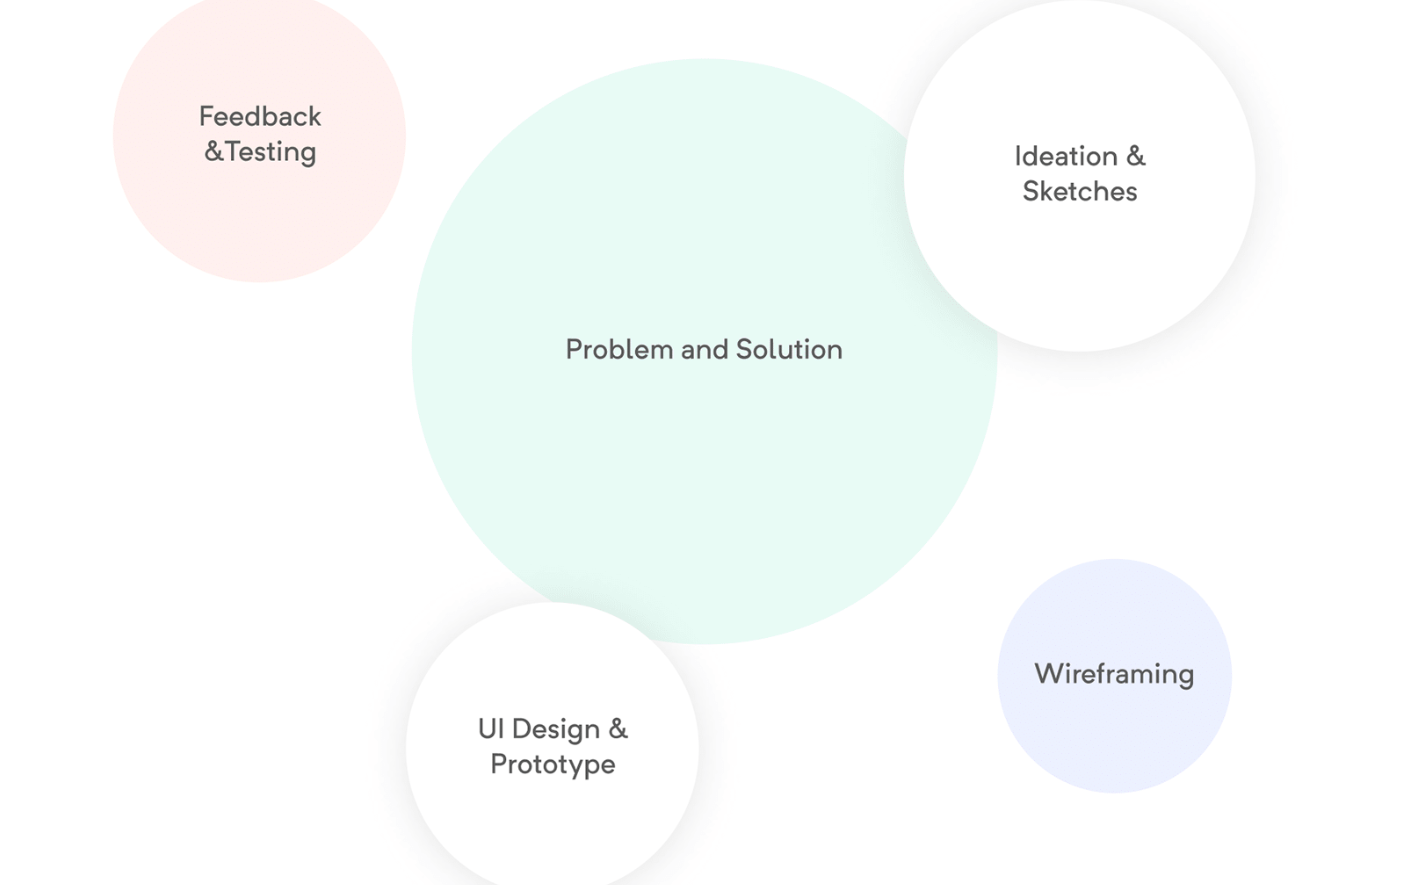 Feedback
&Testing
Ideation &
Sketches
Problem and Solution
Wireframing
UI Design &
Prototype